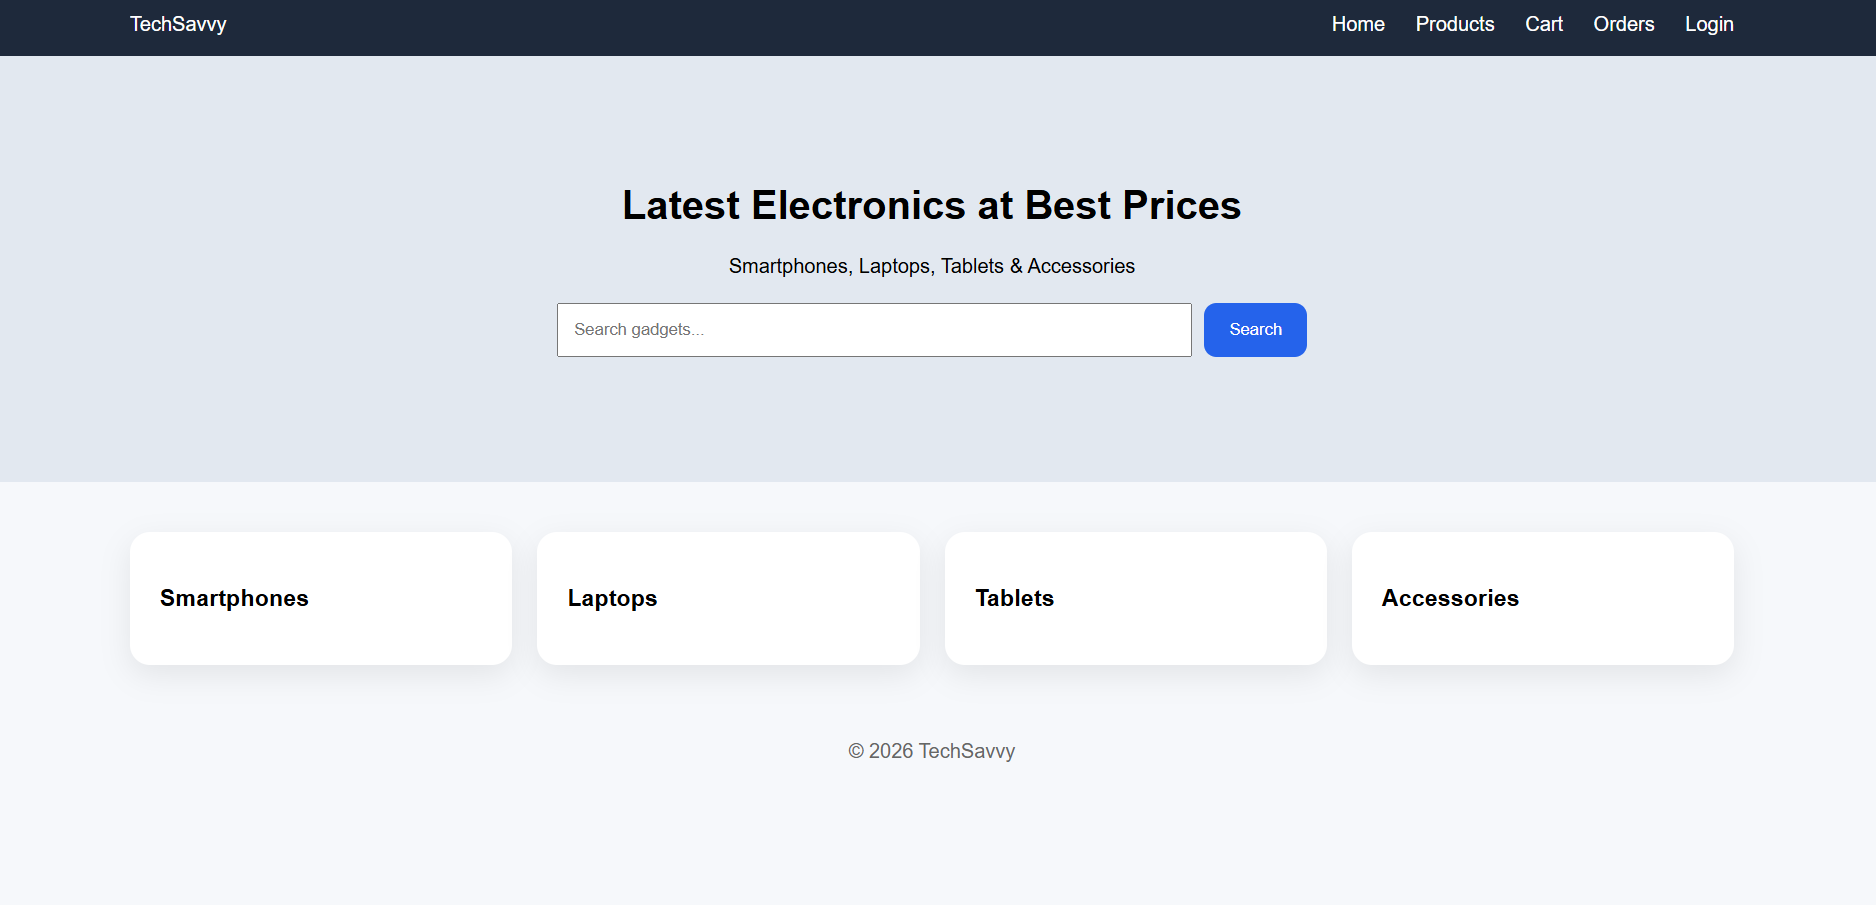 TechSavvy Home Products Cart Orders Login
Latest Electronics at Best Prices
Smartphones, Laptops, Tablets & Accessories
Search gadgets... Search
Smartphones Laptops Tablets Accessories
© 2026 TechSavvy